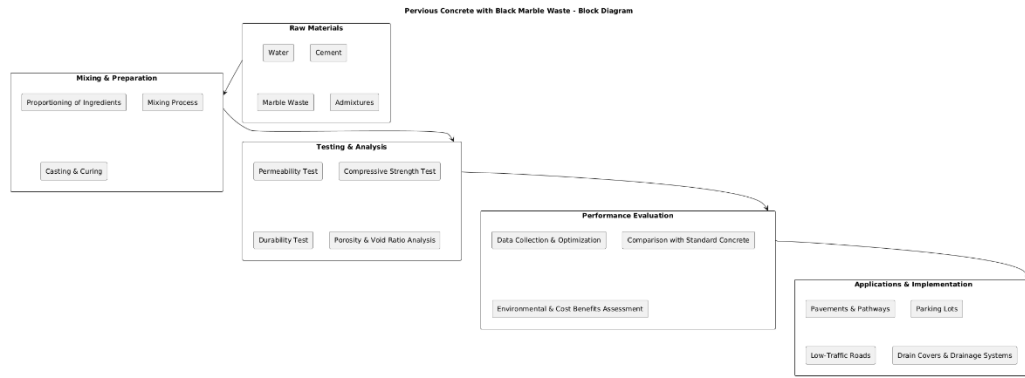 Pervious Concrete with Black Marble Waste - Block Diagram
Raw Materials
Water
Cement
Marble Waste
Admixtures
Mixing & Preparation
Proportioning of Ingredients
Mixing Process
Casting & Curing
Testing & Analysis
Permeability Test
Compressive Strength Test
Durability Test
Porosity & Void Ratio Analysis
Performance Evaluation
Data Collection & Optimization
Comparison with Standard Concrete
Environmental & Cost Benefits Assessment
Applications & Implementation
Pavements & Pathways
Parking Lots
Low-Traffic Roads
Drain Covers & Drainage Systems